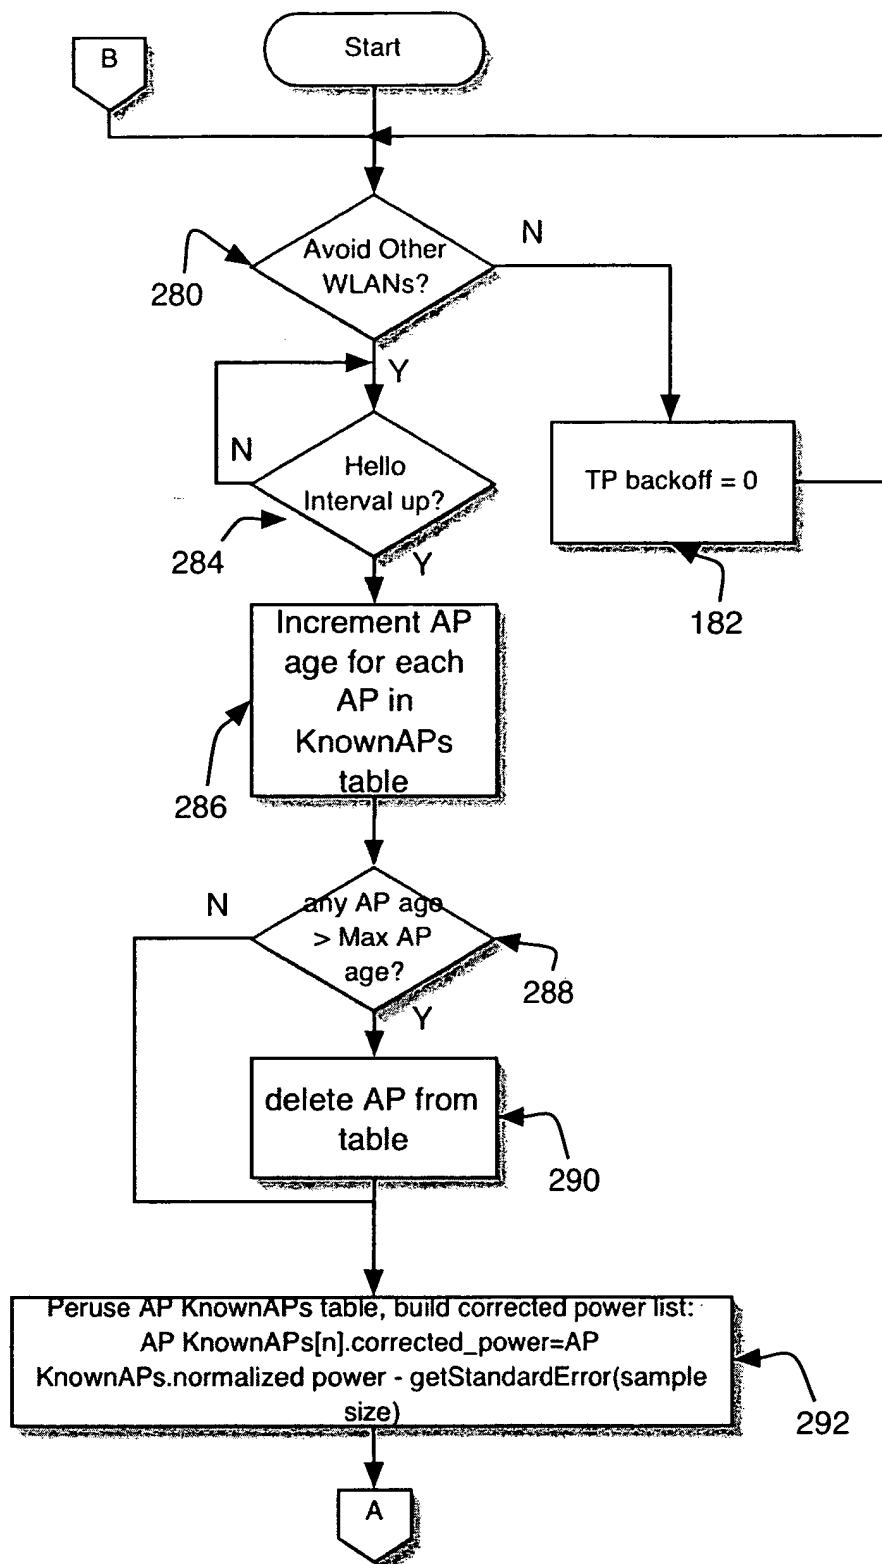 B
Start
Avoid Other
WLANs?
N
280
Y
N
Hello
Interval up?
TP backoff = 0
284
Y
182
Increment AP
age for each
AP in
KnownAPs
table
286
N
any AP age
> Max AP
age?
288
Y
delete AP from
table
290
Peruse AP KnownAPs table, build corrected power list:
AP KnownAPs[n].corrected_power=AP
KnownAPs.normalized power - getStandardError(sample
size)
292
A